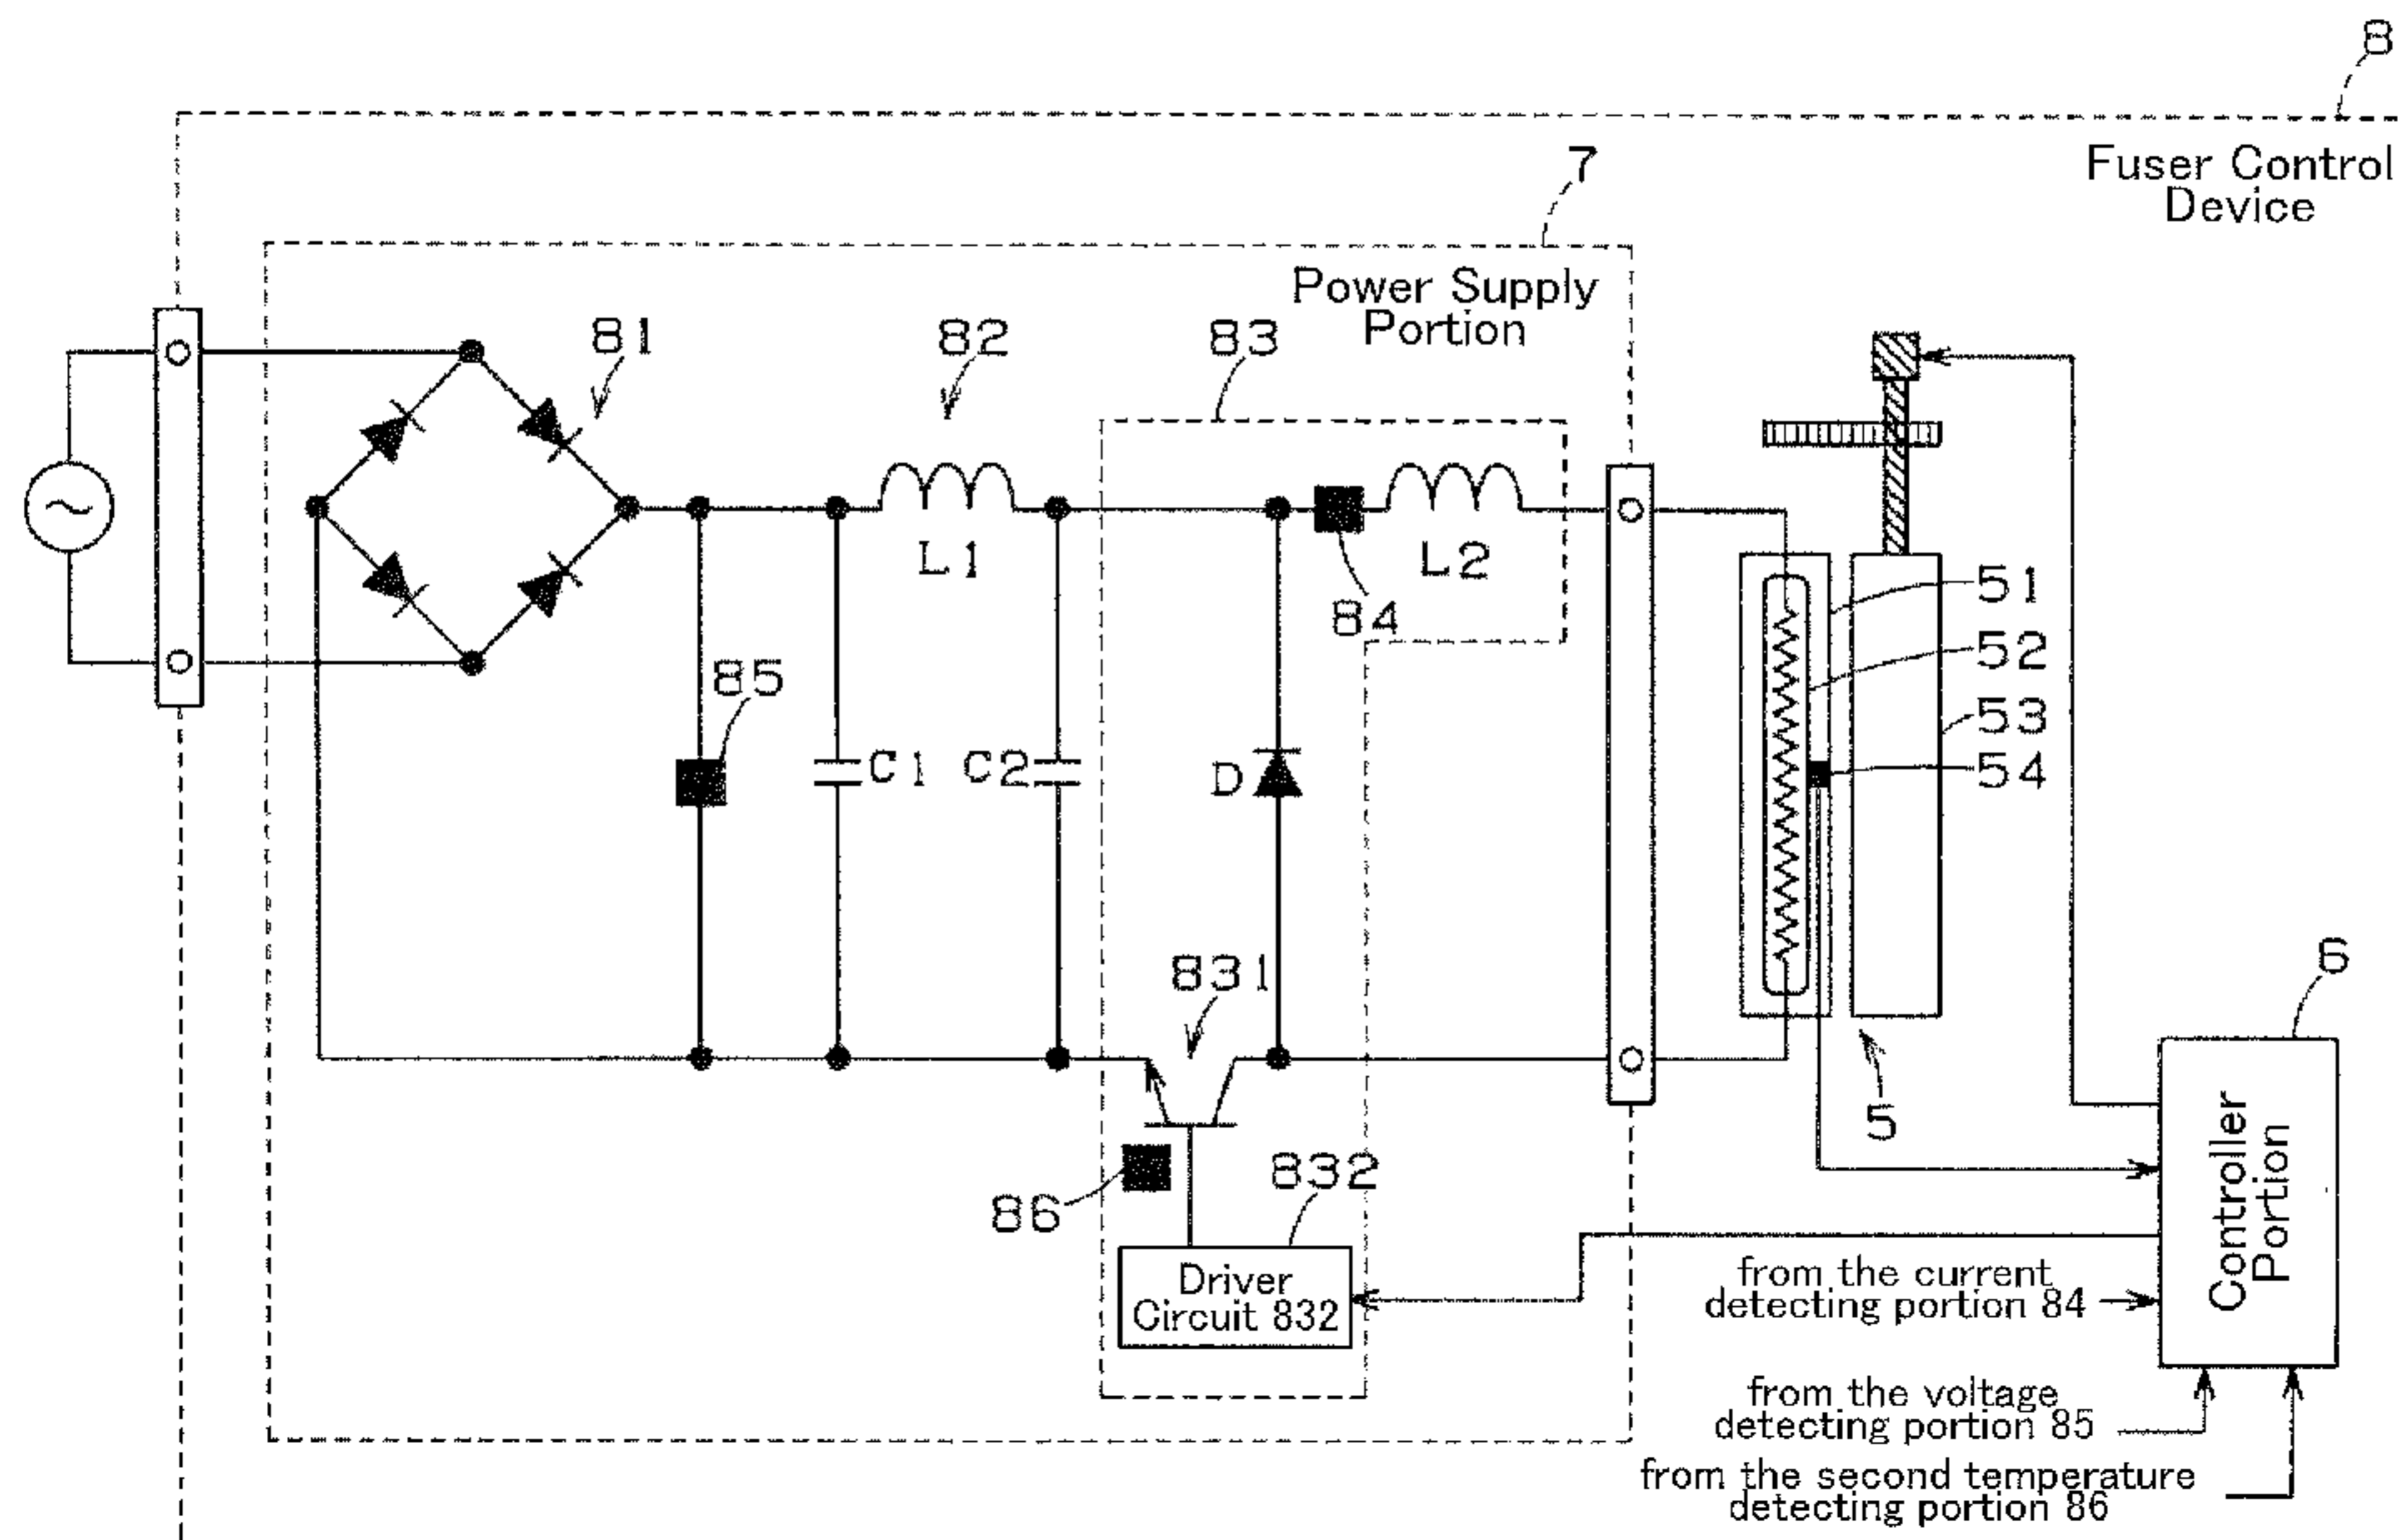 8
Fuser Control
Device
7
Power Supply
Portion
81
82
83
L1
L2
84
51
52
53
54
85
C1
C2
D
831
6
5
86
832
Driver
Circuit 832
Controller
Portion
from the current
detecting portion 84
from the voltage
detecting portion 85
from the second temperature
detecting portion 86